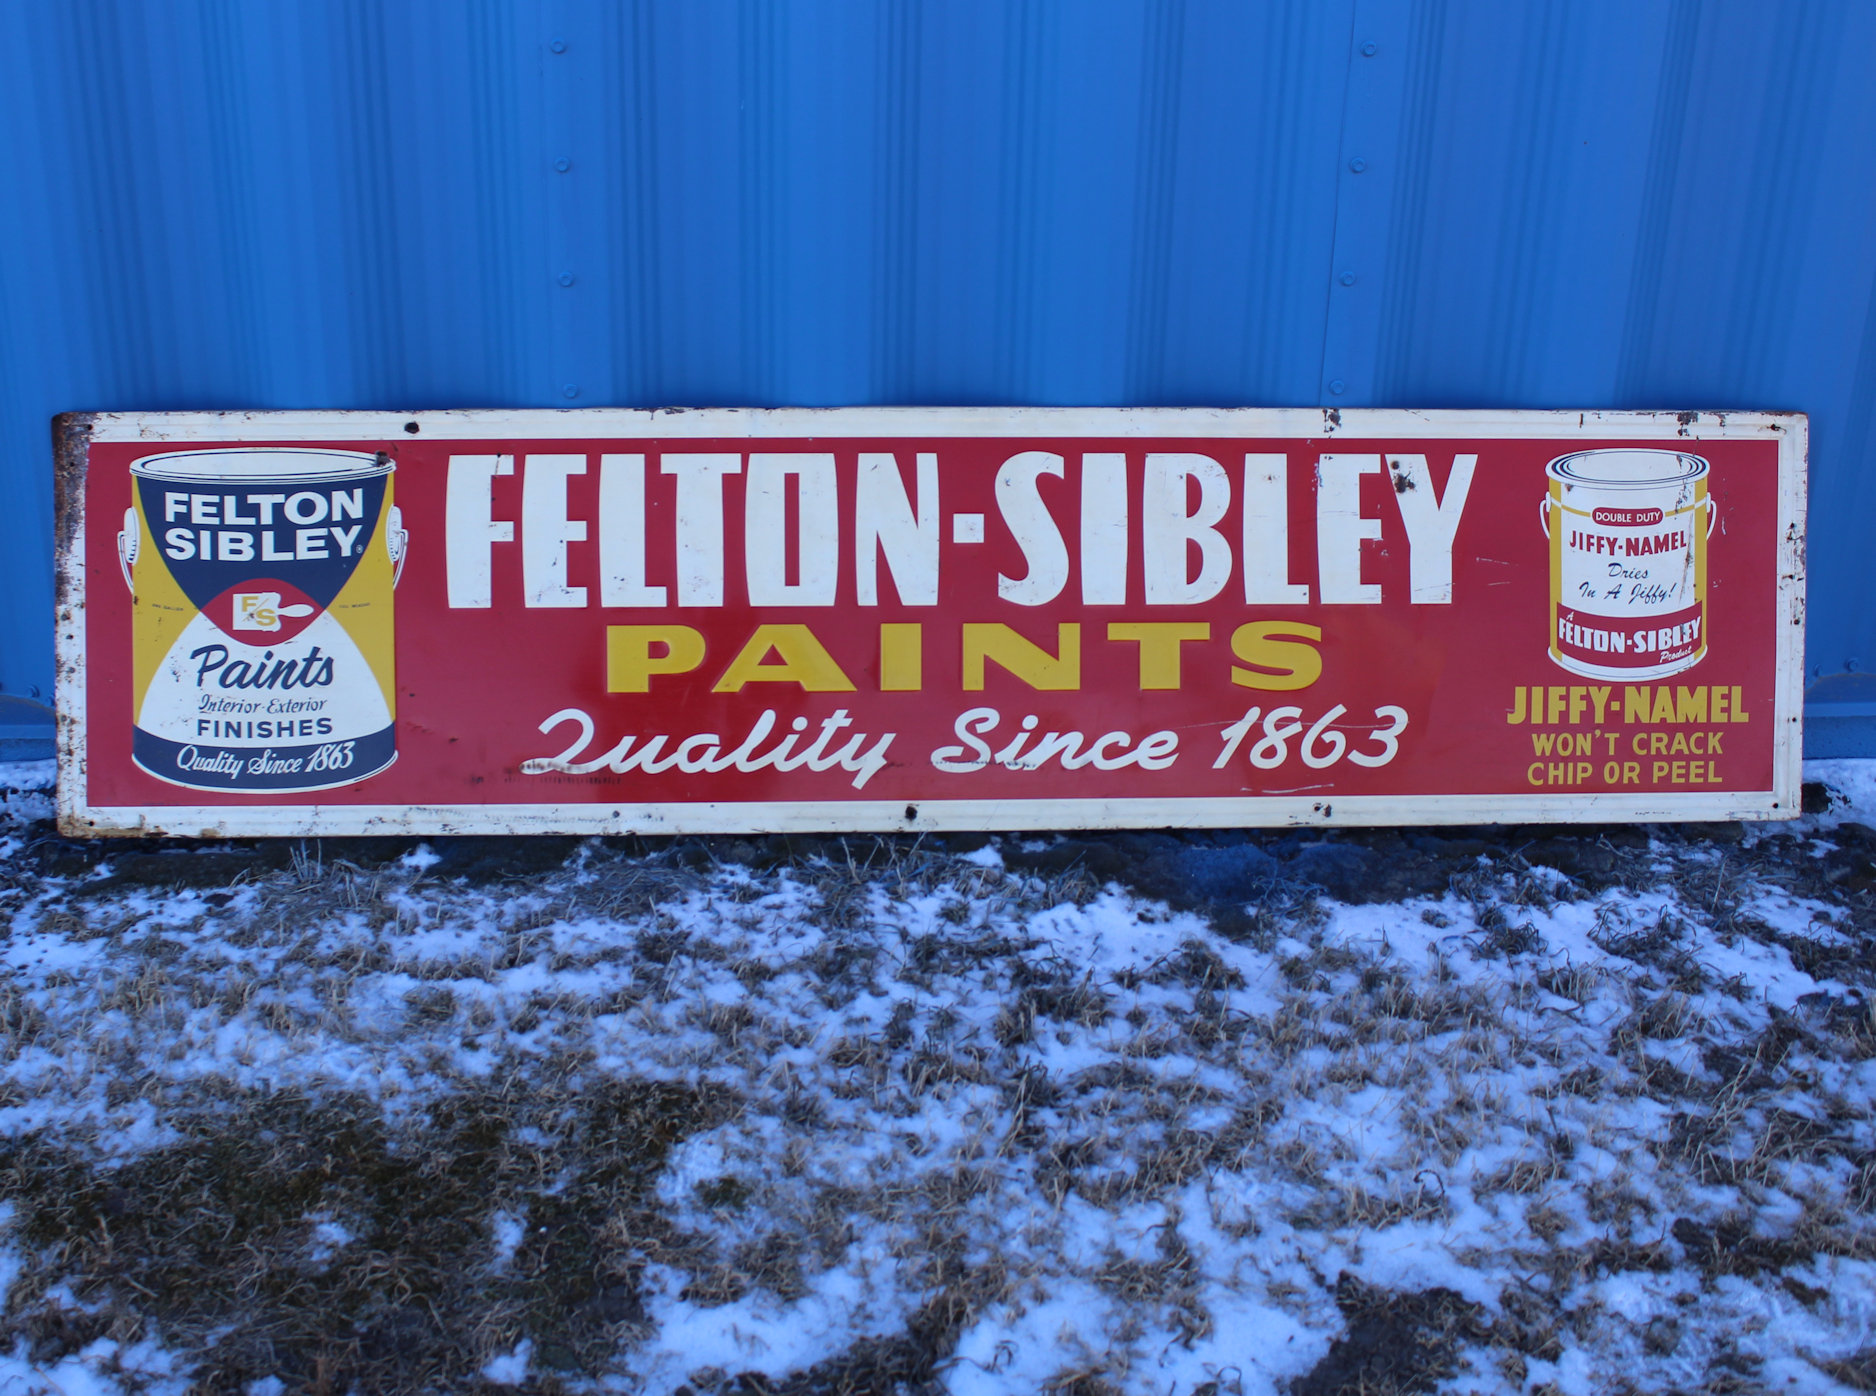 FELTON
SIBLEY®
FS
Paints
Interior-Exterior
FINISHES
Quality Since 1863
FELTON-SIBLEY
PAINTS
Quality Since 1863
DOUBLE DUTY
JIFFY-NAMEL
Dries
In A Jiffy!
A
FELTON-SIBLEY
Product
JIFFY-NAMEL
WON'T CRACK
CHIP OR PEEL